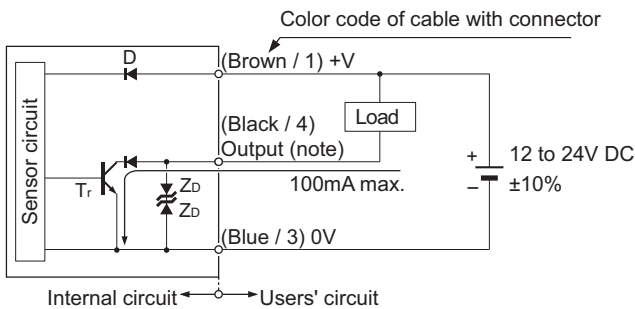 Color code of cable with connector
D
(Brown / 1) +V
Sensor circuit
Load
(Black / 4)
Output (note)
+
12 to 24V DC
Tr
ZD
100mA max.
–
±10%
ZD
(Blue / 3) 0V
Internal circuit
Users' circuit